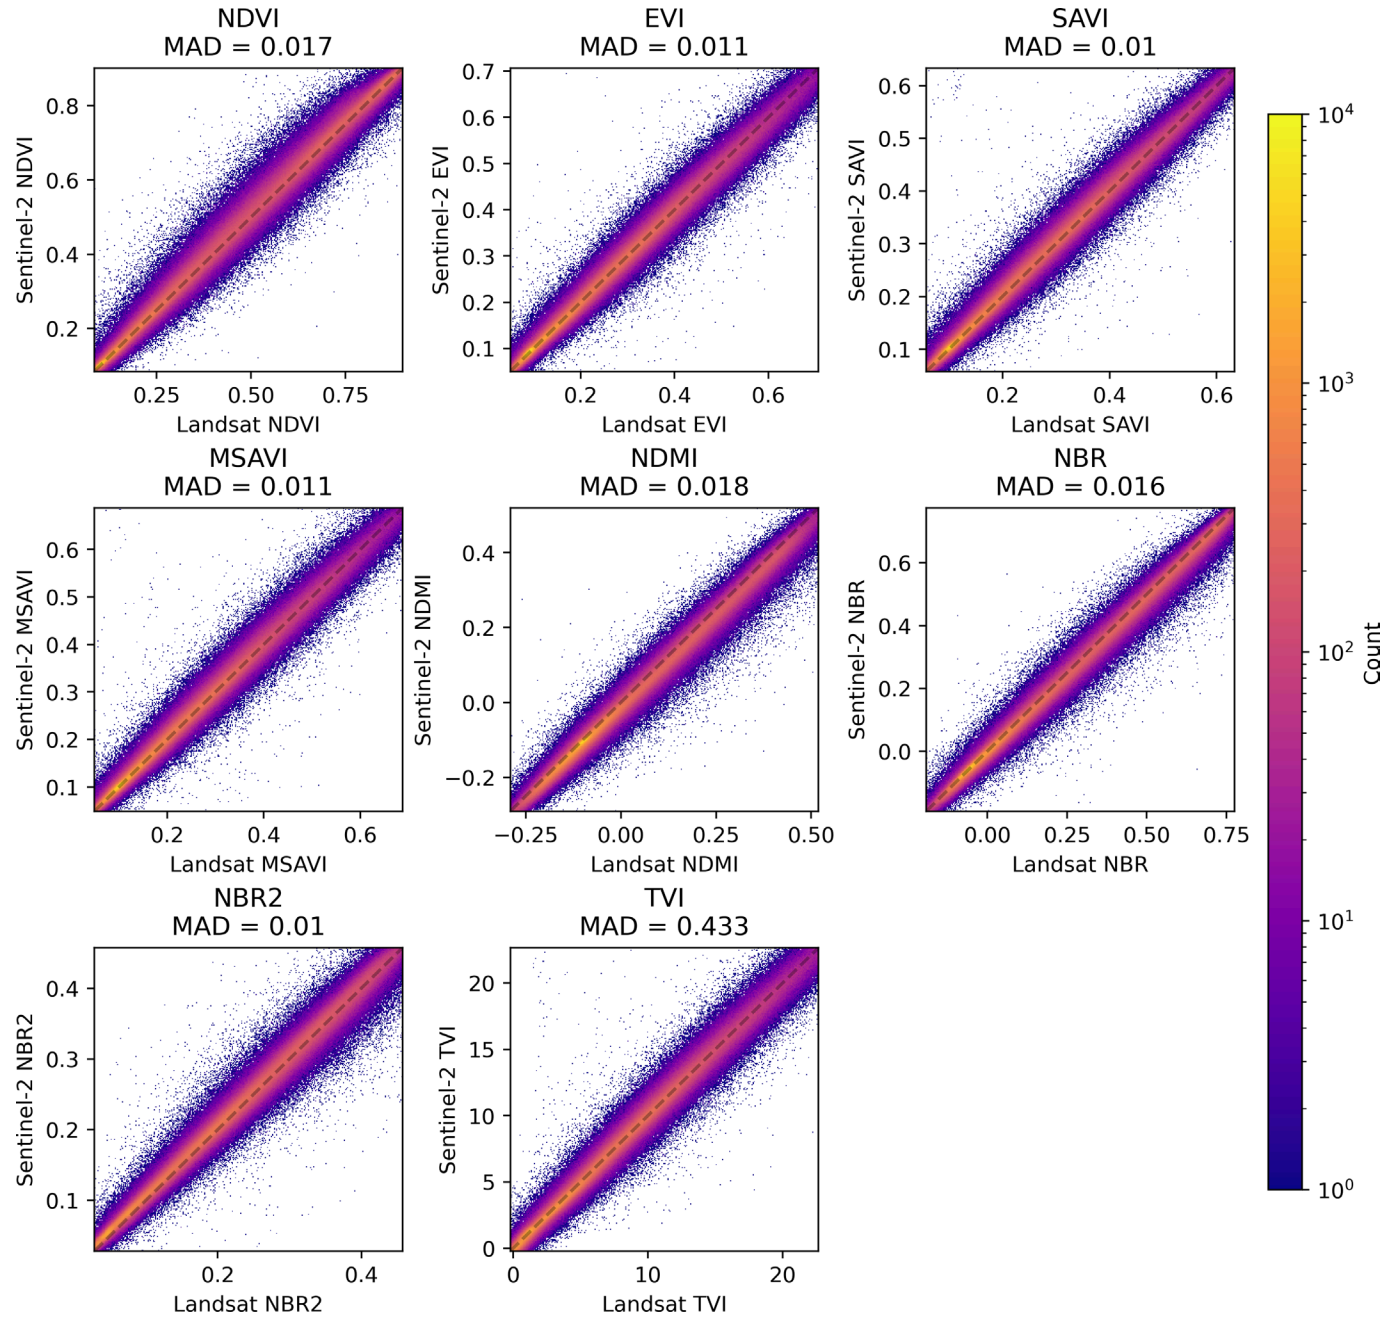 NDVI
MAD = 0.017
0.8
0.6
0.4
0.2
Sentinel-2 NDVI
0.25 0.50 0.75
Landsat NDVI
EVI
MAD = 0.011
0.7
0.6
0.5
0.4
0.3
0.2
0.1
Sentinel-2 EVI
0.2 0.4 0.6
Landsat EVI
SAVI
MAD = 0.01
0.6
0.5
0.4
0.3
0.2
0.1
Sentinel-2 SAVI
0.2 0.4 0.6
Landsat SAVI
MSAVI
MAD = 0.011
0.6
0.5
0.4
0.3
0.2
0.1
Sentinel-2 MSAVI
0.2 0.4 0.6
Landsat MSAVI
NDMI
MAD = 0.018
0.4
0.2
0.0
−0.2
Sentinel-2 NDMI
−0.25 0.00 0.25 0.50
Landsat NDMI
NBR
MAD = 0.016
0.6
0.4
0.2
0.0
Sentinel-2 NBR
0.00 0.25 0.50 0.75
Landsat NBR
NBR2
MAD = 0.01
0.4
0.3
0.2
0.1
Sentinel-2 NBR2
0.2 0.4
Landsat NBR2
TVI
MAD = 0.433
20
15
10
5
0
Sentinel-2 TVI
0 10 20
Landsat TVI
10⁴
10³
10²
10¹
10⁰
Count